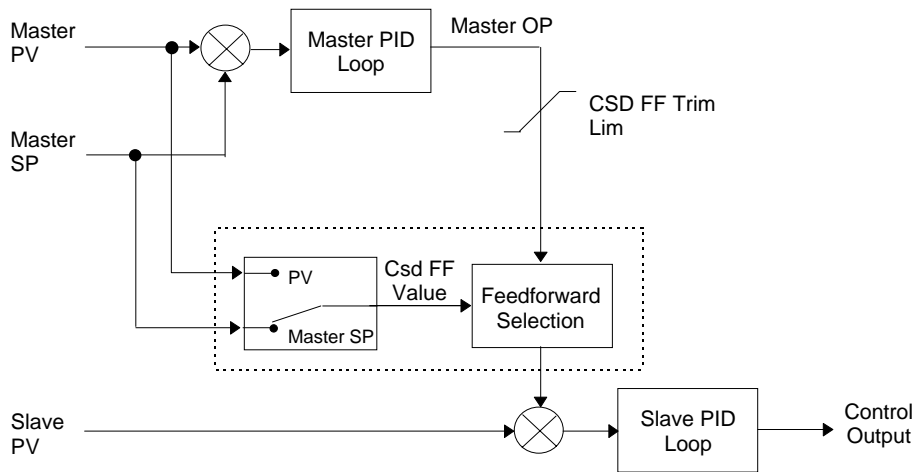 Master
PV
Master PID
Loop
Master OP
CSD FF Trim
Lim
Master
SP
PV
Csd FF
Value
Master SP
Feedforward
Selection
Slave
PV
Slave PID
Loop
Control
Output